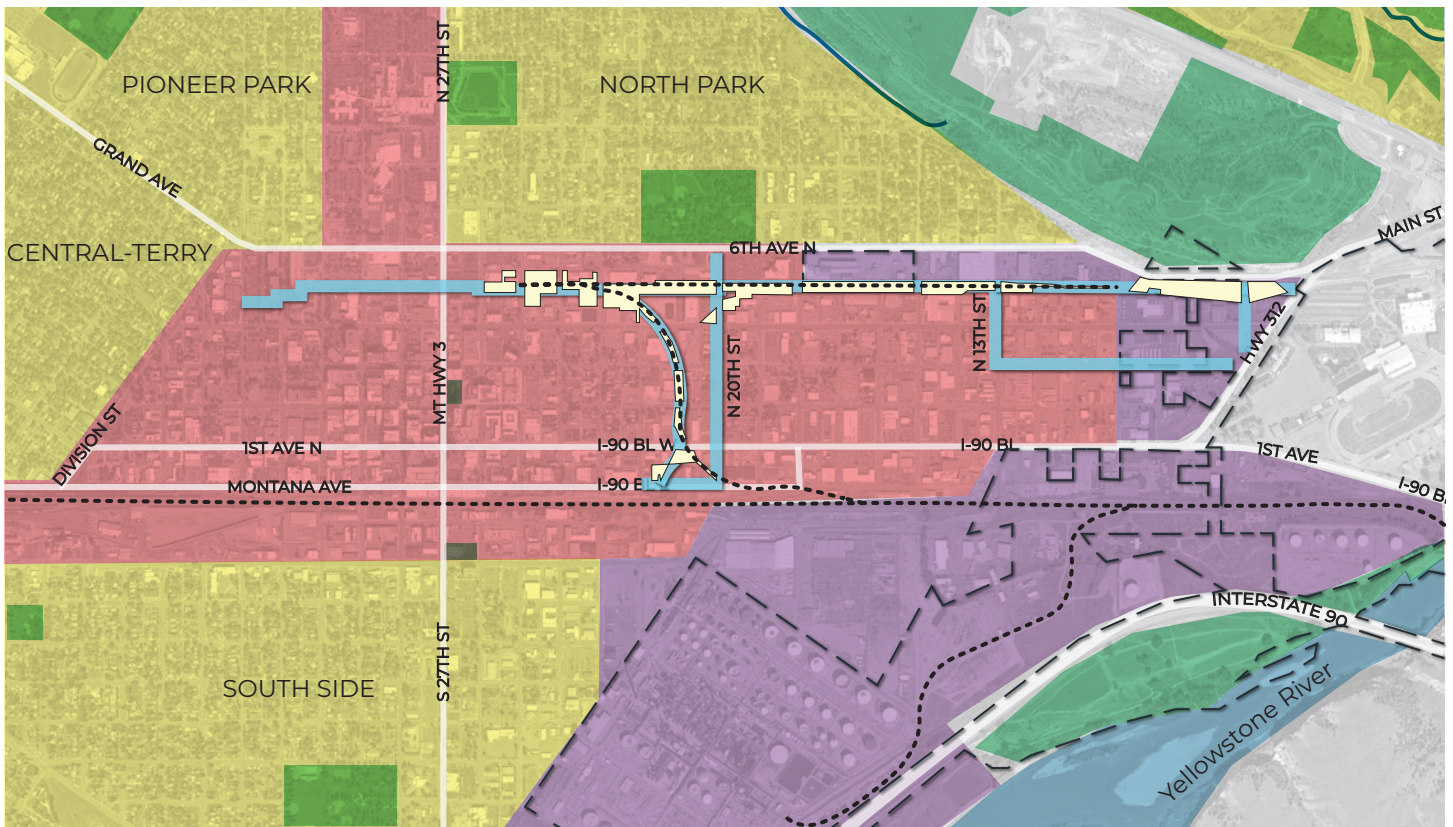 N 27TH ST
PIONEER PARK
NORTH PARK
GRAND AVE
MAIN ST
CENTRAL-TERRY
6TH AVE N
N 13TH ST
HWY 312
MT HWY 3
N 20TH ST
DIVISION ST
1ST AVE N
I-90 BL W
I-90 BL
1ST AVE
MONTANA AVE
I-90 E
I-90 B
INTERSTATE 90
S 27TH ST
SOUTH SIDE
Yellowstone River